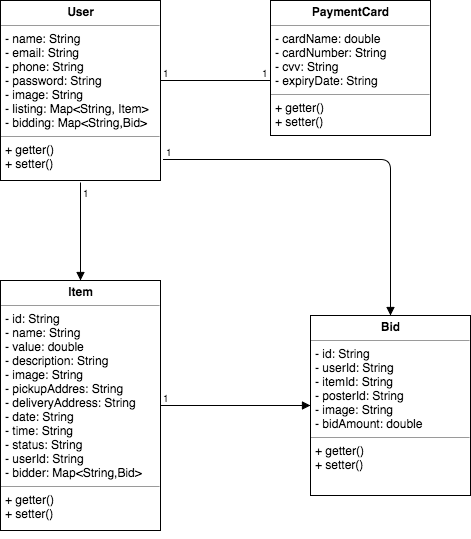 User
- name: String
- email: String
- phone: String
- password: String
- image: String
- listing: Map<String, Item>
- bidding: Map<String,Bid>
+ getter()
+ setter()
PaymentCard
- cardName: double
- cardNumber: String
- cvv: String
- expiryDate: String
+ getter()
+ setter()
1
1
1
1
Item
- id: String
- name: String
- value: double
- description: String
- image: String
- pickupAddres: String
- deliveryAddress: String
- date: String
- time: String
- status: String
- userId: String
- bidder: Map<String,Bid>
+ getter()
+ setter()
1
Bid
- id: String
- userId: String
- itemId: String
- posterId: String
- image: String
- bidAmount: double
+ getter()
+ setter()